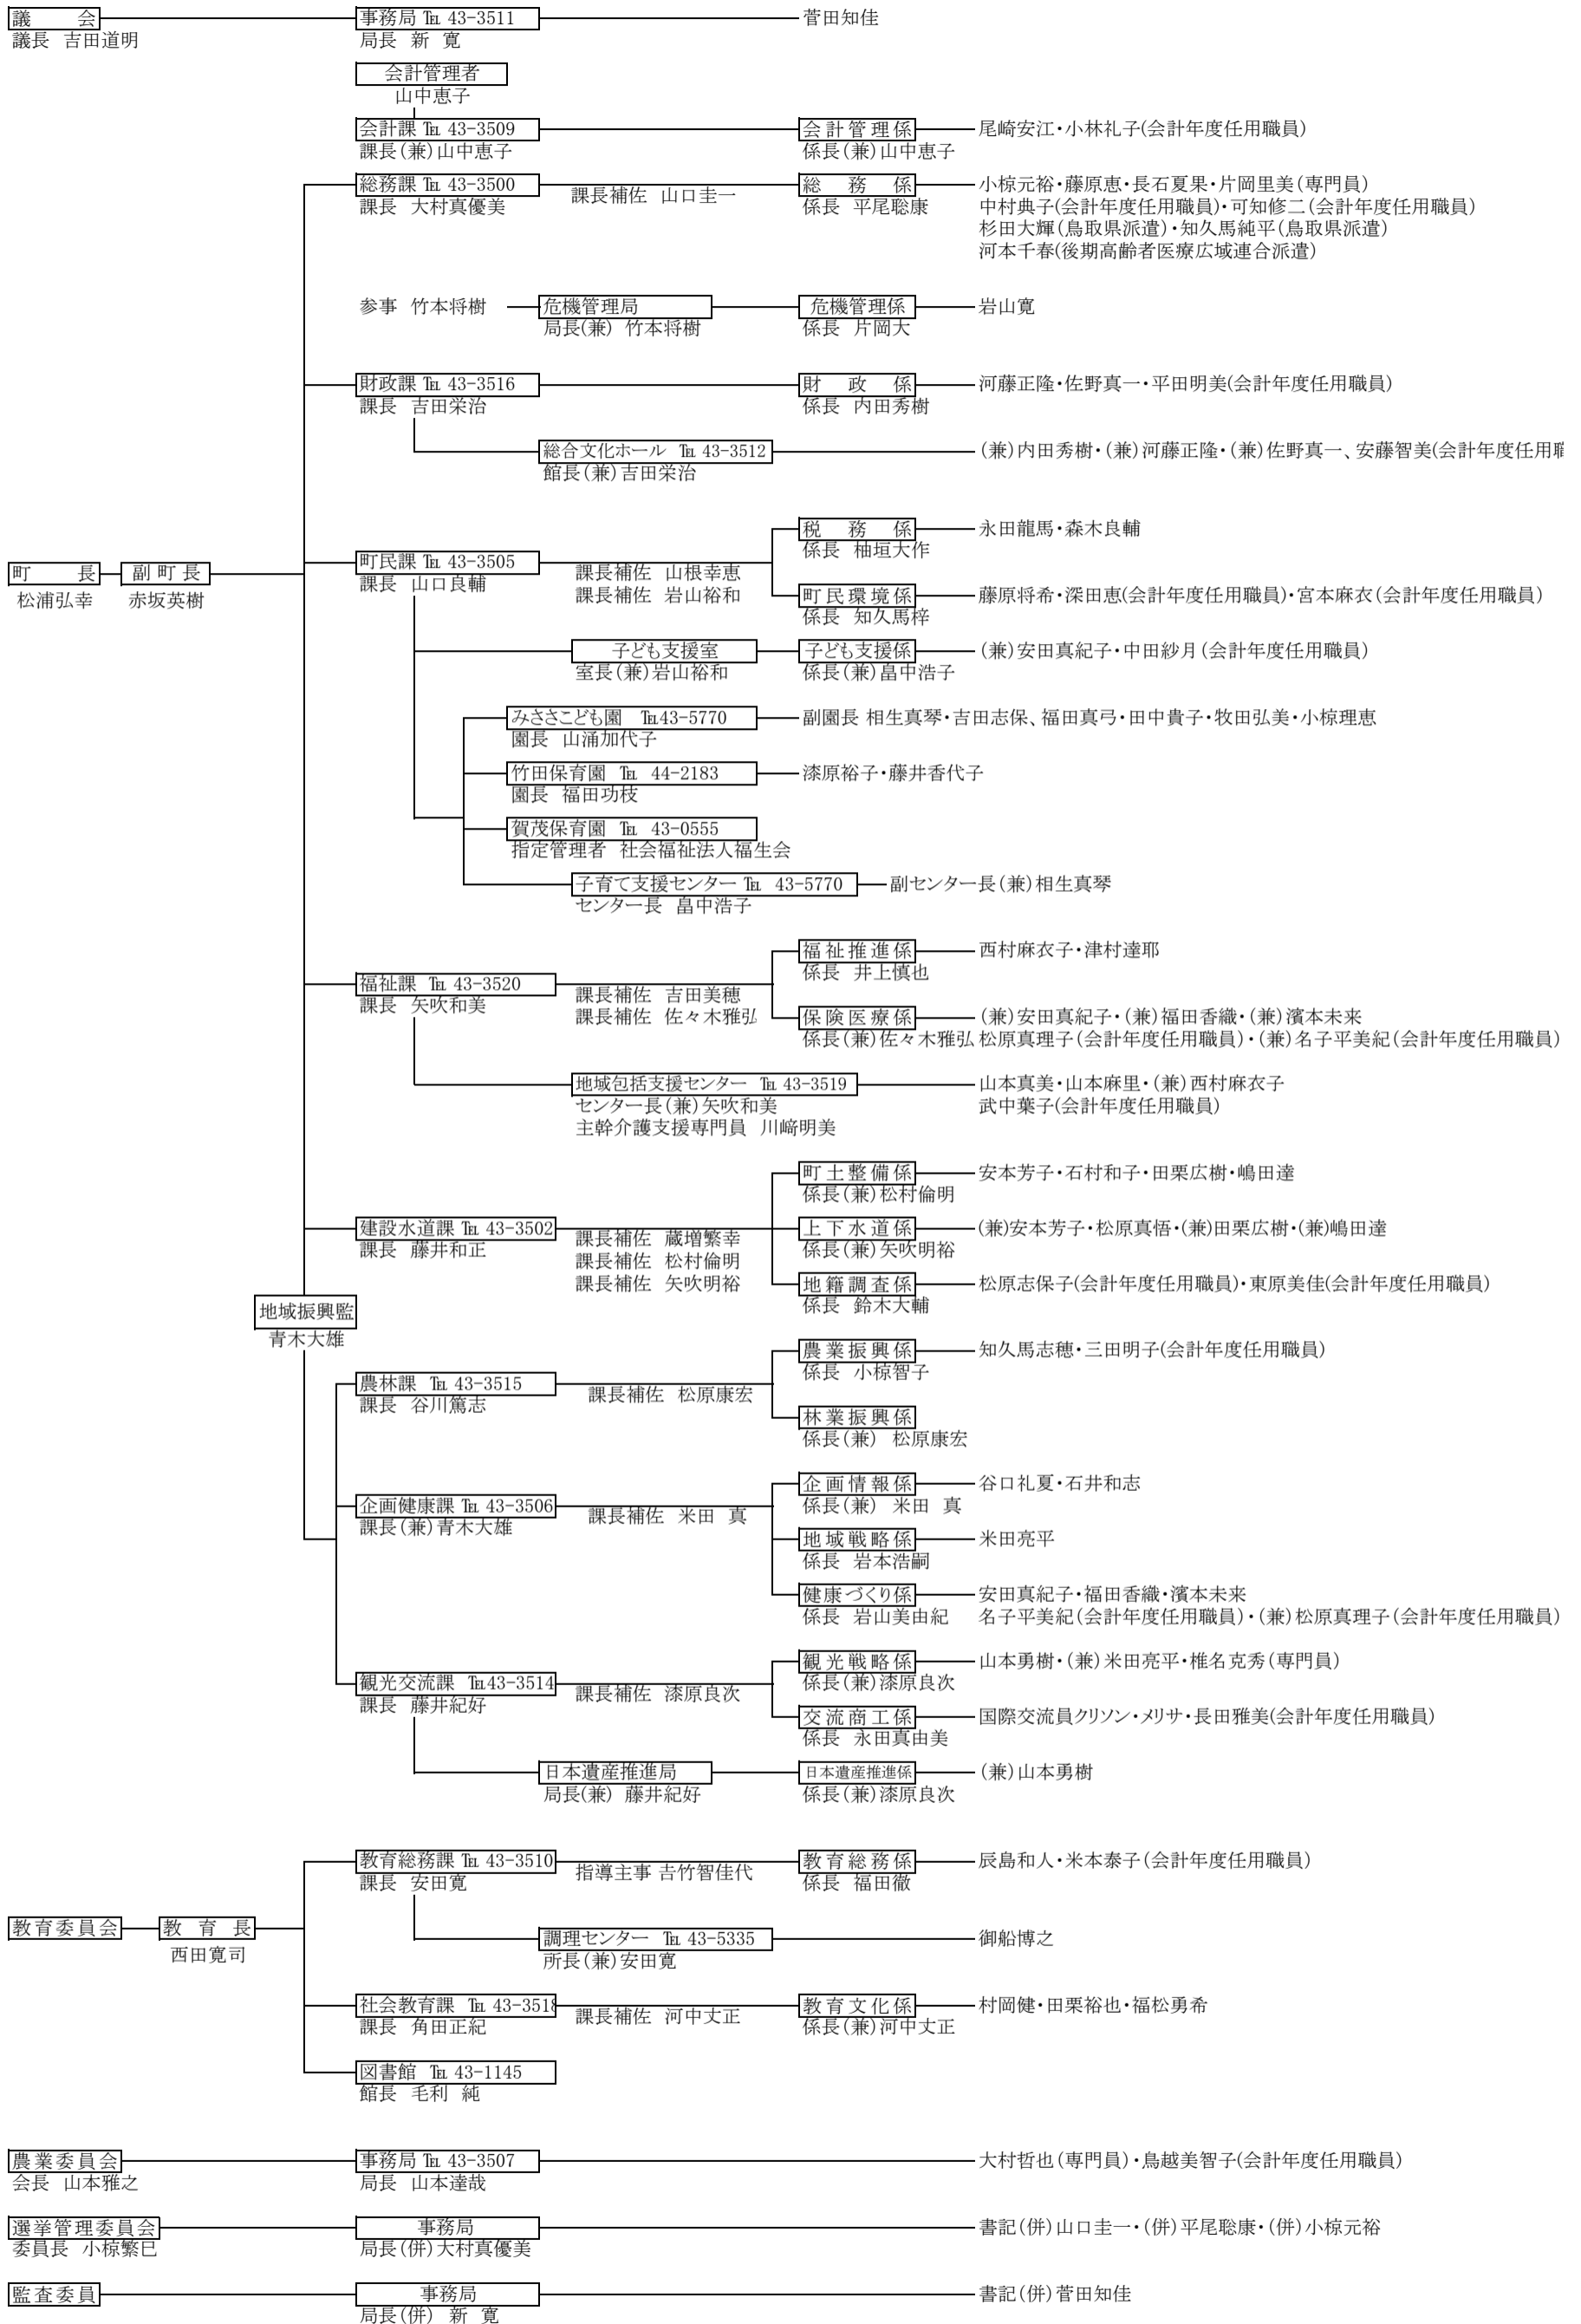 議　会　事務局 ℡ 43-3511　菅田知佳
議長　吉田道明　局長　新　寛
会計管理者
山中恵子
会計課 ℡ 43-3509　会計管理係　尾崎安江・小林礼子(会計年度任用職員)
課長（兼）山中恵子　係長（兼）山中恵子
総務課 ℡ 43-3500　課長補佐　山口圭一　総　務　係　小椋元裕・藤原恵・長石夏果・片岡里美（専門員）
課長　大村真優美　係長　平尾聡康　中村典子(会計年度任用職員)・可知修二（会計年度任用職員）
杉田大輝（鳥取県派遣）・知久馬純平（鳥取県派遣）
河本千春(後期高齢者医療広域連合派遣)
参事　竹本将樹　危機管理局　危機管理係　岩山寛
局長(兼)　竹本将樹　係長　片岡大
財政課 ℡ 43-3516　財　政　係　河藤正隆・佐野真一・平田明美(会計年度任用職員)
課長　吉田栄治　係長　内田秀樹
総合文化ホール　℡ 43-3512　（兼）内田秀樹・（兼）河藤正隆・（兼）佐野真一、安藤智美(会計年度任用
館長（兼）吉田栄治
税　務　係　永田龍馬・森木良輔
係長　柚垣大作
町　長　副 町 長　町民課 ℡ 43-3505　課長補佐　山根幸恵
松浦弘幸　赤坂英樹　課長　山口良輔　課長補佐　岩山裕和　町民環境係　藤原将希・深田恵(会計年度任用職員)・宮本麻衣（会計年度任用職員）
係長　知久馬梓
子ども支援室　子ども支援係　（兼）安田真紀子・中田紗月（会計年度任用職員）
室長（兼）岩山裕和　係長（兼）畠中浩子
みささこども園　℡43-5770　副園長 相生真琴・吉田志保、福田真弓・田中貴子・牧田弘美・小椋理恵
園長　山涌加代子
竹田保育園　℡　44-2183　漆原裕子・藤井香代子
園長　福田功枝
賀茂保育園　℡　43-0555
指定管理者　社会福祉法人福生会
子育て支援センター ℡　43-5770　副センター長（兼）相生真琴
センター長　畠中浩子
福祉推進係　西村麻衣子・津村達耶
係長　井上慎也
福祉課　℡ 43-3520　課長補佐　吉田美穂
課長　矢吹和美　課長補佐　佐々木雅弘　保険医療係　（兼）安田真紀子・（兼）福田香織・（兼）濱本未来
係長（兼）佐々木雅弘 松原真理子（会計年度任用職員）・（兼）名子平美紀（会計年度任用職員）
地域包括支援センター　℡ 43-3519　山本真美・山本麻里・（兼）西村麻衣子
センター長（兼）矢吹和美　武中葉子(会計年度任用職員)
主幹介護支援専門員　川﨑明美
町土整備係　安本芳子・石村和子・田栗広樹・嶋田達
係長（兼）松村倫明
建設水道課 ℡ 43-3502　課長補佐　蔵増繁幸　上下水道係　(兼)安本芳子・松原真悟・(兼)田栗広樹・(兼)嶋田達
課長　藤井和正　課長補佐　松村倫明　係長（兼）矢吹明裕
課長補佐　矢吹明裕　地籍調査係　松原志保子(会計年度任用職員)・東原美佳(会計年度任用職員)
係長　鈴木大輔
地域振興監
青木大雄
農業振興係　知久馬志穂・三田明子(会計年度任用職員)
係長　小椋智子
農林課　℡ 43-3515　課長補佐　松原康宏
課長　谷川篤志　林業振興係
係長（兼）　松原康宏
企画情報係　谷口礼夏・石井和志
企画健康課 ℡ 43-3506　課長補佐　米田　真　係長（兼）　米田　真
課長（兼）青木大雄　地域戦略係　米田亮平
係長　岩本浩嗣
健康づくり係　安田真紀子・福田香織・濱本未来
係長　岩山美由紀　名子平美紀（会計年度任用職員）・（兼）松原真理子（会計年度任用職員）
観光戦略係　山本勇樹・（兼）米田亮平・椎名克秀（専門員）
観光交流課　℡43-3514　課長補佐　漆原良次　係長（兼）漆原良次
課長　藤井紀好　交流商工係　国際交流員クリソン・メリサ・長田雅美(会計年度任用職員)
係長　永田真由美
日本遺産推進局　日本遺産推進係　（兼）山本勇樹
局長(兼)　藤井紀好　係長（兼）漆原良次
教育総務課 ℡ 43-3510　指導主事 𠮷竹智佳代　教育総務係　辰島和人・米本泰子（会計年度任用職員）
課長　安田寛　係長　福田徹
教育委員会　教　育　長　調理センター　℡ 43-5335　御船博之
西田寛司　所長（兼）安田寛
社会教育課　℡ 43-3518　課長補佐　河中丈正　教育文化係　村岡健・田栗裕也・福松勇希
課長　角田正紀　係長（兼）河中丈正
図書館　℡ 43-1145
館長　毛利　純
農業委員会　事務局 ℡ 43-3507　大村哲也（専門員）・鳥越美智子(会計年度任用職員)
会長　山本雅之　局長　山本達哉
選挙管理委員会　事務局　書記（併）山口圭一・（併）平尾聡康・（併）小椋元裕
委員長　小椋繁巳　局長（併）大村真優美
監査委員　事務局　書記（併）菅田知佳
局長（併）　新　寛